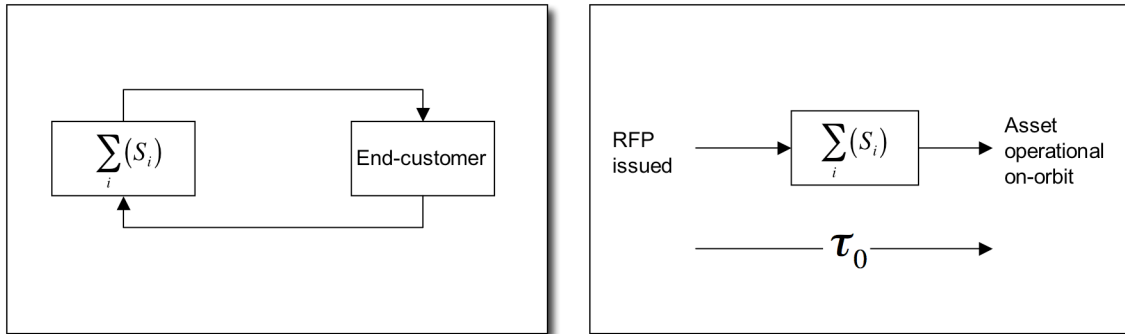 ∑(Sᵢ)
i
End-customer
RFP
issued
∑(Sᵢ)
i
Asset
operational
on-orbit
τ₀